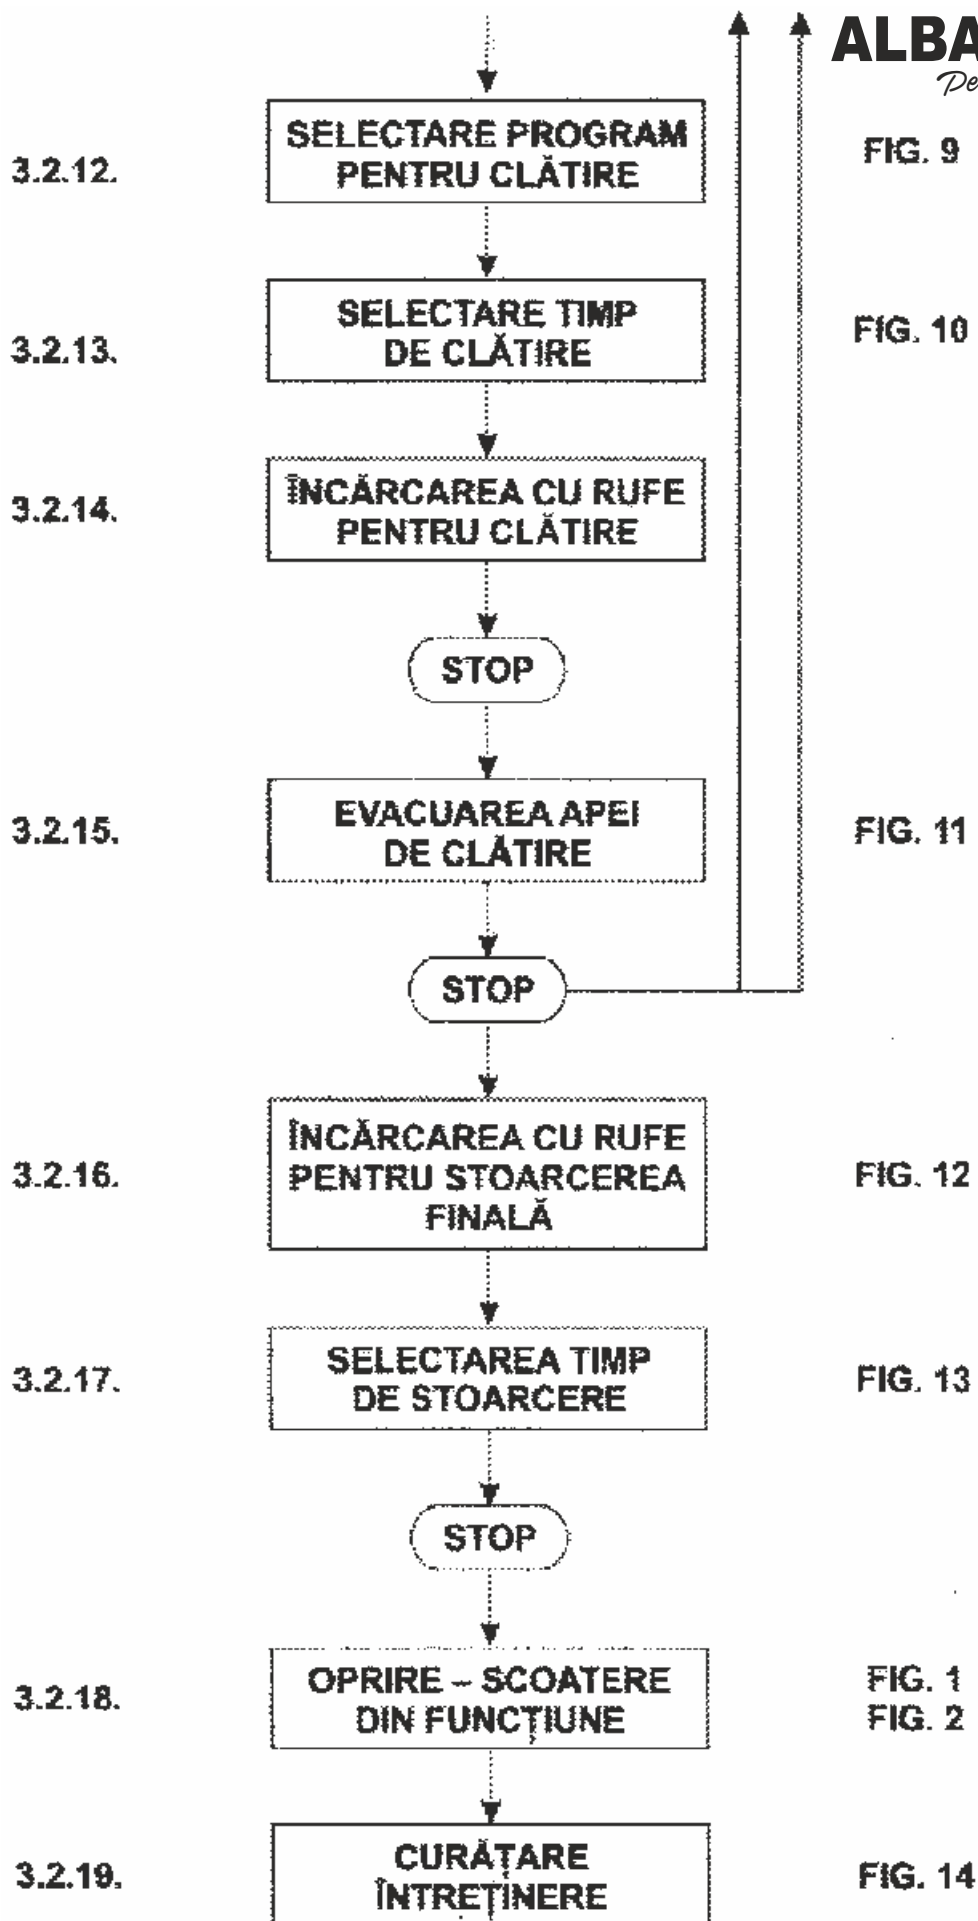 ALBA
Pe
3.2.12.
SELECTARE PROGRAM
PENTRU CLĂTIRE
FIG. 9
3.2.13.
SELECTARE TIMP
DE CLĂTIRE
FIG. 10
3.2.14.
ÎNCĂRCAREA CU RUFE
PENTRU CLĂTIRE
STOP
3.2.15.
EVACUAREA APEI
DE CLĂTIRE
FIG. 11
STOP
3.2.16.
ÎNCĂRCAREA CU RUFE
PENTRU STOARCEREA
FINALĂ
FIG. 12
3.2.17.
SELECTAREA TIMP
DE STOARCERE
FIG. 13
STOP
3.2.18.
OPRIRE – SCOATERE
DIN FUNCȚIUNE
FIG. 1
FIG. 2
3.2.19.
CURĂȚARE
ÎNTREȚINERE
FIG. 14